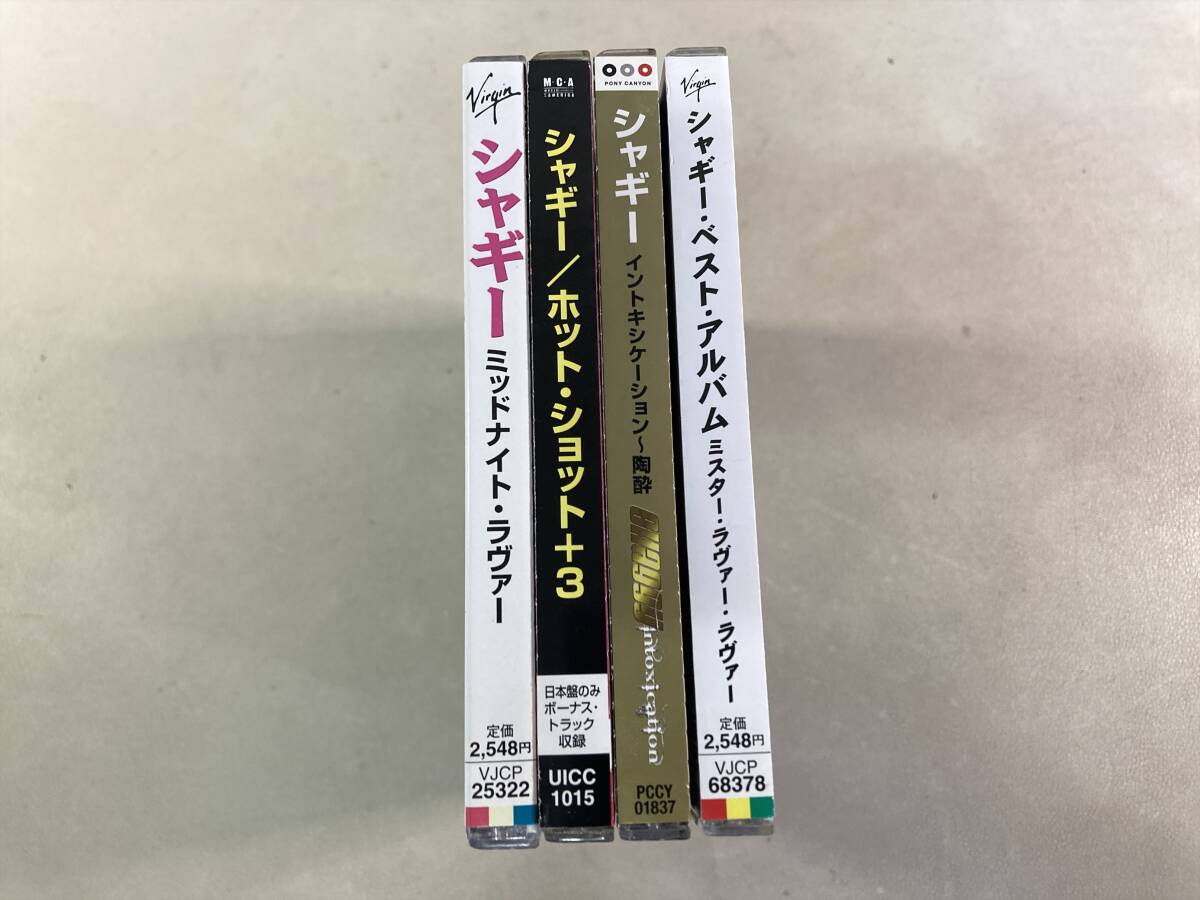 Virgin
シャギー
ミッドナイト・ラヴァー
定価
2,548円
VJCP
25322
M・C・A
MUSIC
AMERICA
シャギー/ホット・ショット+3
日本盤のみ
ボーナス・
トラック
収録
UICC
1015
PONY CANYON
シャギー
イントキシケーション〜陶酔
Shaggy
intoxication
PCCY
01837
Virgin
シャギー・ベスト・アルバム
ミスター・ラヴァー・ラヴァー
定価
2,548円
VJCP
68378